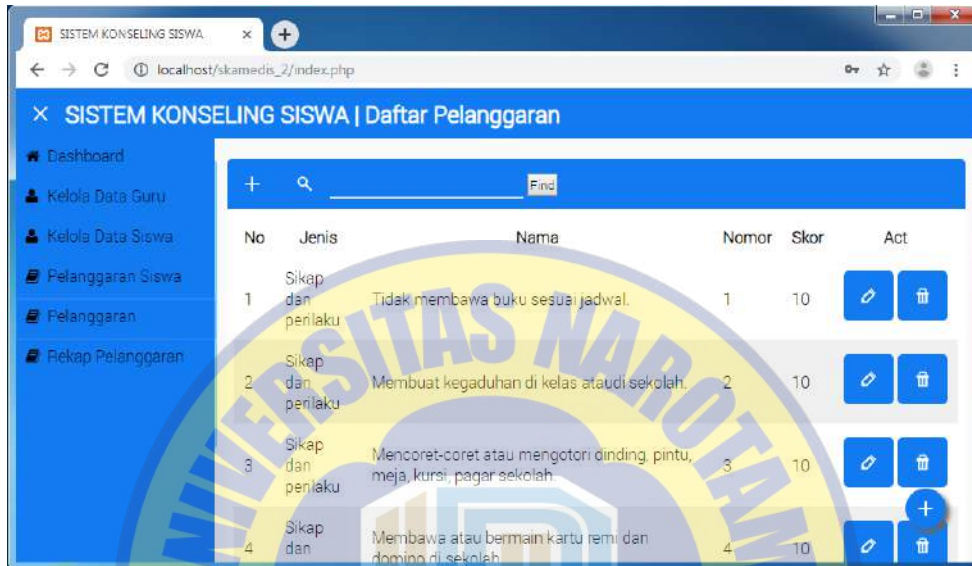 SISTEM KONSELING SISWA
localhost/skamedis_2/index.php
SISTEM KONSELING SISWA | Daftar Pelanggaran
Dashboard
Kelola Data Guru
Kelola Data Siswa
Pelanggaran Siswa
Pelanggaran
Rekap Pelanggaran
Find
No Jenis Nama Nomor Skor Act
1 Sikap dan perilaku Tidak membawa buku sesuai jadwal. 1 10
2 Sikap dan perilaku Membuat kegaduhan di kelas ataudi sekolah. 2 10
3 Sikap dan perilaku Mencoret-coret atau mengotori dinding, pintu,
meja, kursi, pagar sekolah. 3 10
4 Sikap dan Membawa atau bermain kartu remi dan
domino di sekolah 4 10
UNIVERSITAS NAROTAMA